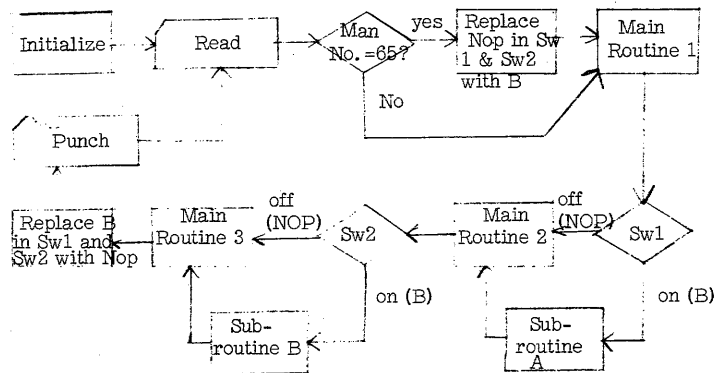 Initialize
Read
Man
No.=65?
yes
Replace
Nop in Sw
1 & Sw2
with B
Main
Routine 1
No
Punch
Replace B
in Sw1 and
Sw2 with Nop
Main
Routine 3
off
(NOP)
Sw2
Main
Routine 2
off
(NOP)
Sw1
on (B)
on (B)
Sub-
routine B
Sub-
routine
A